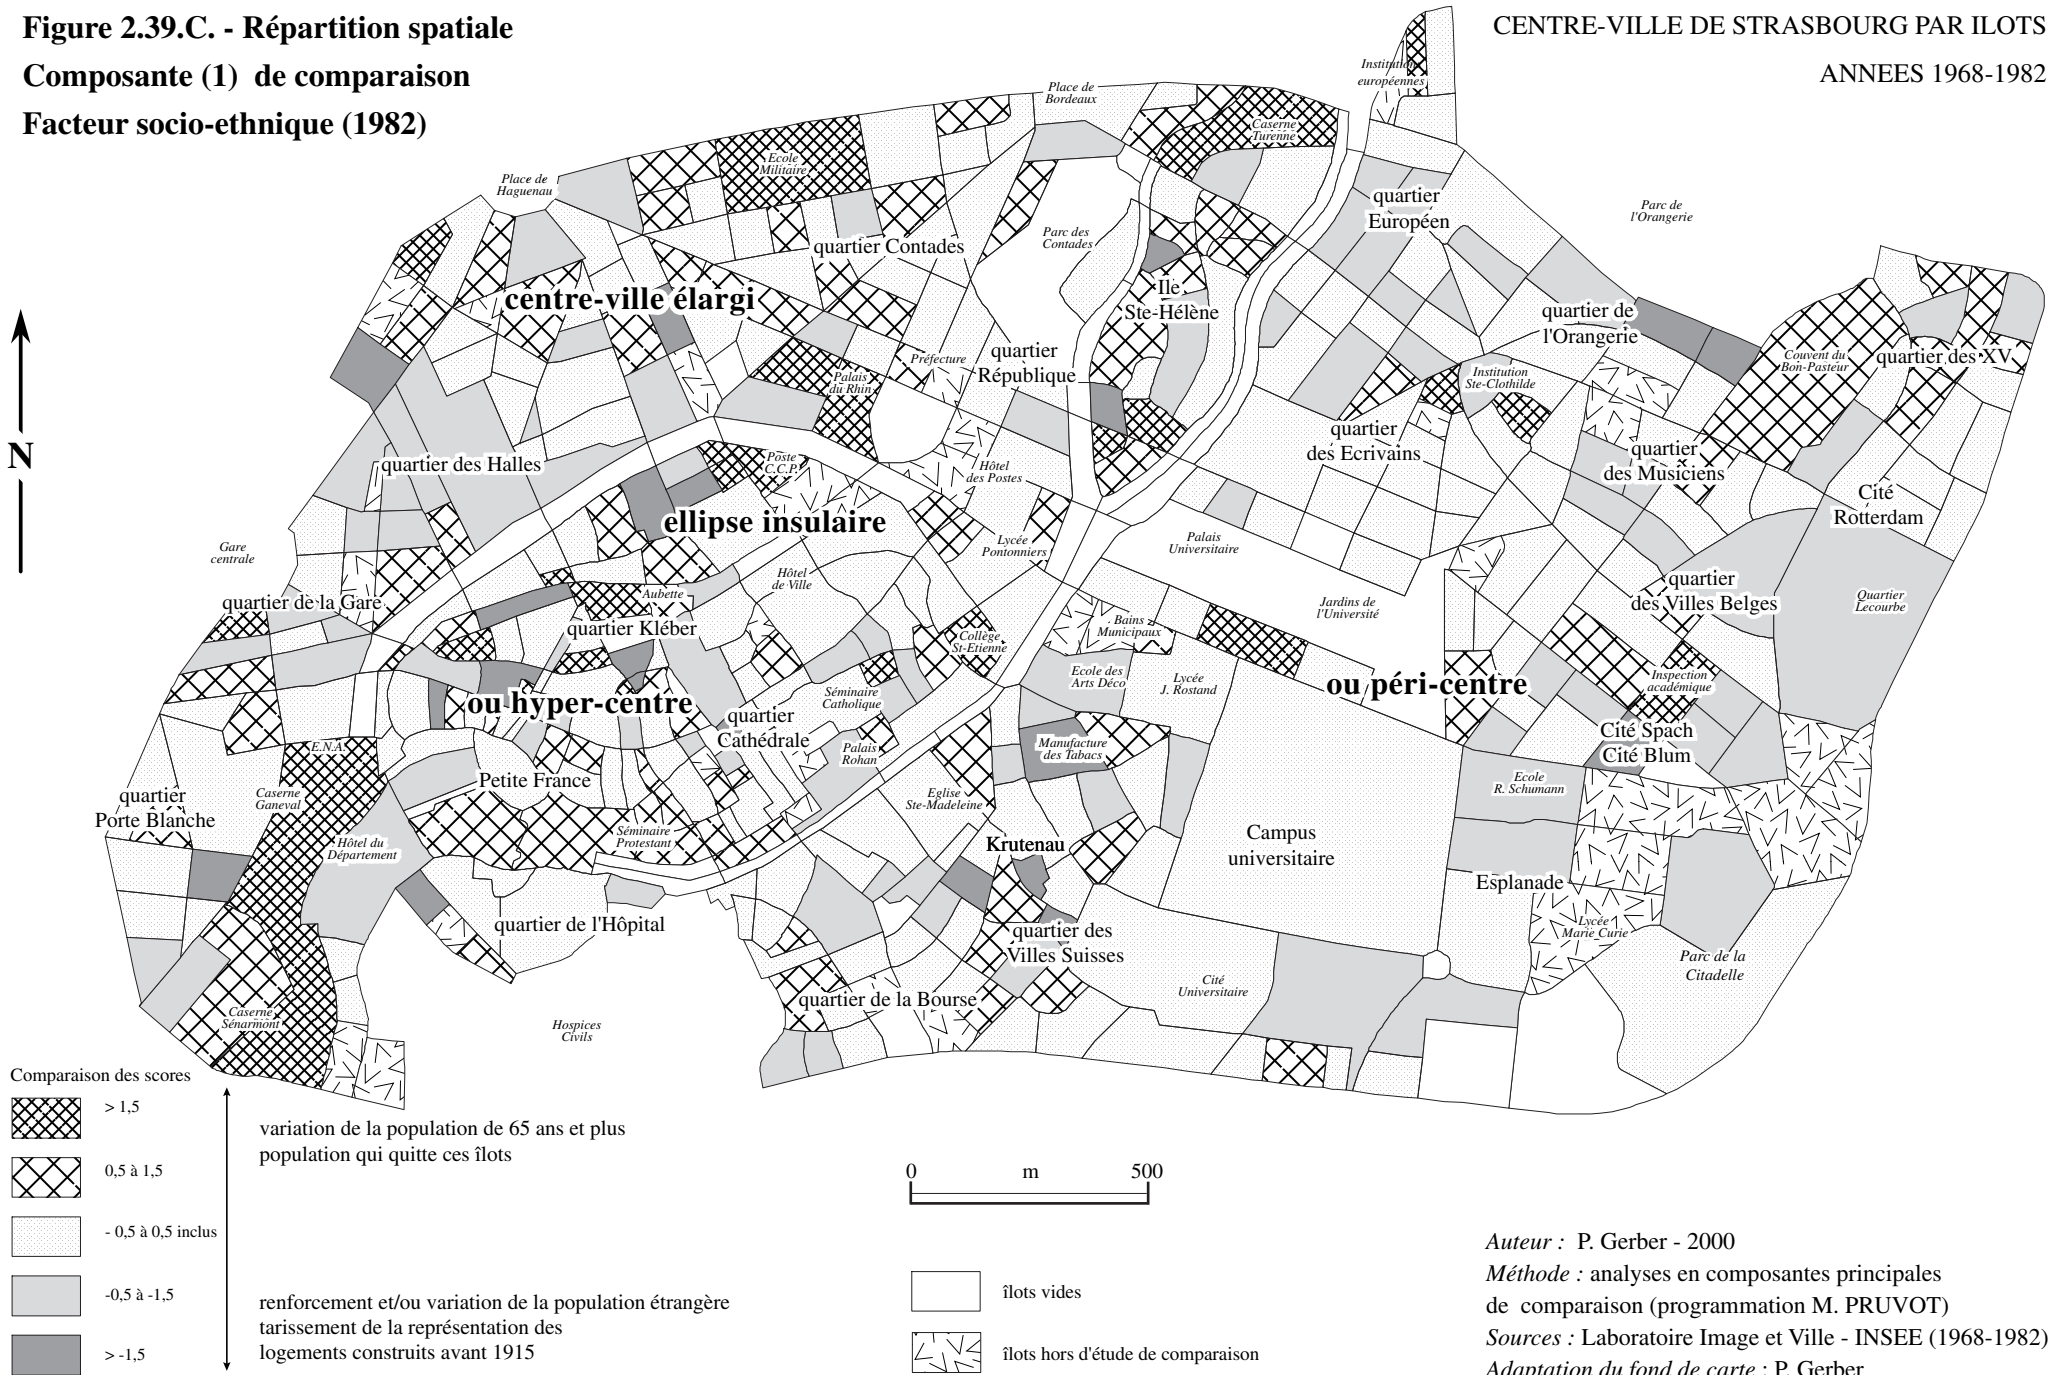 Figure 2.39.C. - Répartition spatiale
Composante (1) de comparaison
Facteur socio-ethnique (1982)
CENTRE-VILLE DE STRASBOURG PAR ILOTS
ANNEES 1968-1982
Institutions
européennes
Place de
Bordeaux
Caserne
Turenne
Ecole
Militaire
Place de
Haguenau
quartier
Européen
Parc de
l'Orangerie
Parc des
Contades
quartier Contades
centre-ville élargi
Ile
Ste-Hélène
quartier de
l'Orangerie
Couvent du
Bon-Pasteur
quartier des XV
Préfecture
quartier
République
Palais
du Rhin
Institution
Ste-Clothilde
N
quartier
des Ecrivains
quartier
des Musiciens
quartier des Halles
Poste
C.C.P.
Hôtel
des Postes
Cité
Rotterdam
ellipse insulaire
Gare
centrale
Lycée
Pontonniers
Palais
Universitaire
Hôtel
de Ville
quartier
des Villes Belges
Quartier
Lecourbe
quartier de la Gare
Aubette
quartier Kléber
Jardins de
l'Université
Bains
Municipaux
Collège
St-Etienne
Ecole des
Arts Déco
Lycée
J. Rostand
ou péri-centre
Inspection
académique
ou hyper-centre
Séminaire
Catholique
quartier
Cathédrale
Cité Spach
Cité Blum
E.N.A.
Palais
Rohan
Manufacture
des Tabacs
Petite France
Ecole
R. Schumann
quartier
Porte Blanche
Caserne
Ganeval
Eglise
Ste-Madeleine
Séminaire
Protestant
Hôtel du
Département
Krutenau
Campus
universitaire
Esplanade
quartier de l'Hôpital
Lycée
Marie Curie
quartier des
Villes Suisses
Parc de la
Citadelle
Cité
Universitaire
quartier de la Bourse
Caserne
Sénarmont
Hospices
Civils
Comparaison des scores
> 1,5
0,5 à 1,5
- 0,5 à 0,5 inclus
-0,5 à -1,5
> -1,5
variation de la population de 65 ans et plus
population qui quitte ces îlots
renforcement et/ou variation de la population étrangère
tarissement de la représentation des
logements construits avant 1915
0 m 500
îlots vides
îlots hors d'étude de comparaison
Auteur : P. Gerber - 2000
Méthode : analyses en composantes principales
de comparaison (programmation M. PRUVOT)
Sources : Laboratoire Image et Ville - INSEE (1968-1982)
Adaptation du fond de carte : P. Gerber